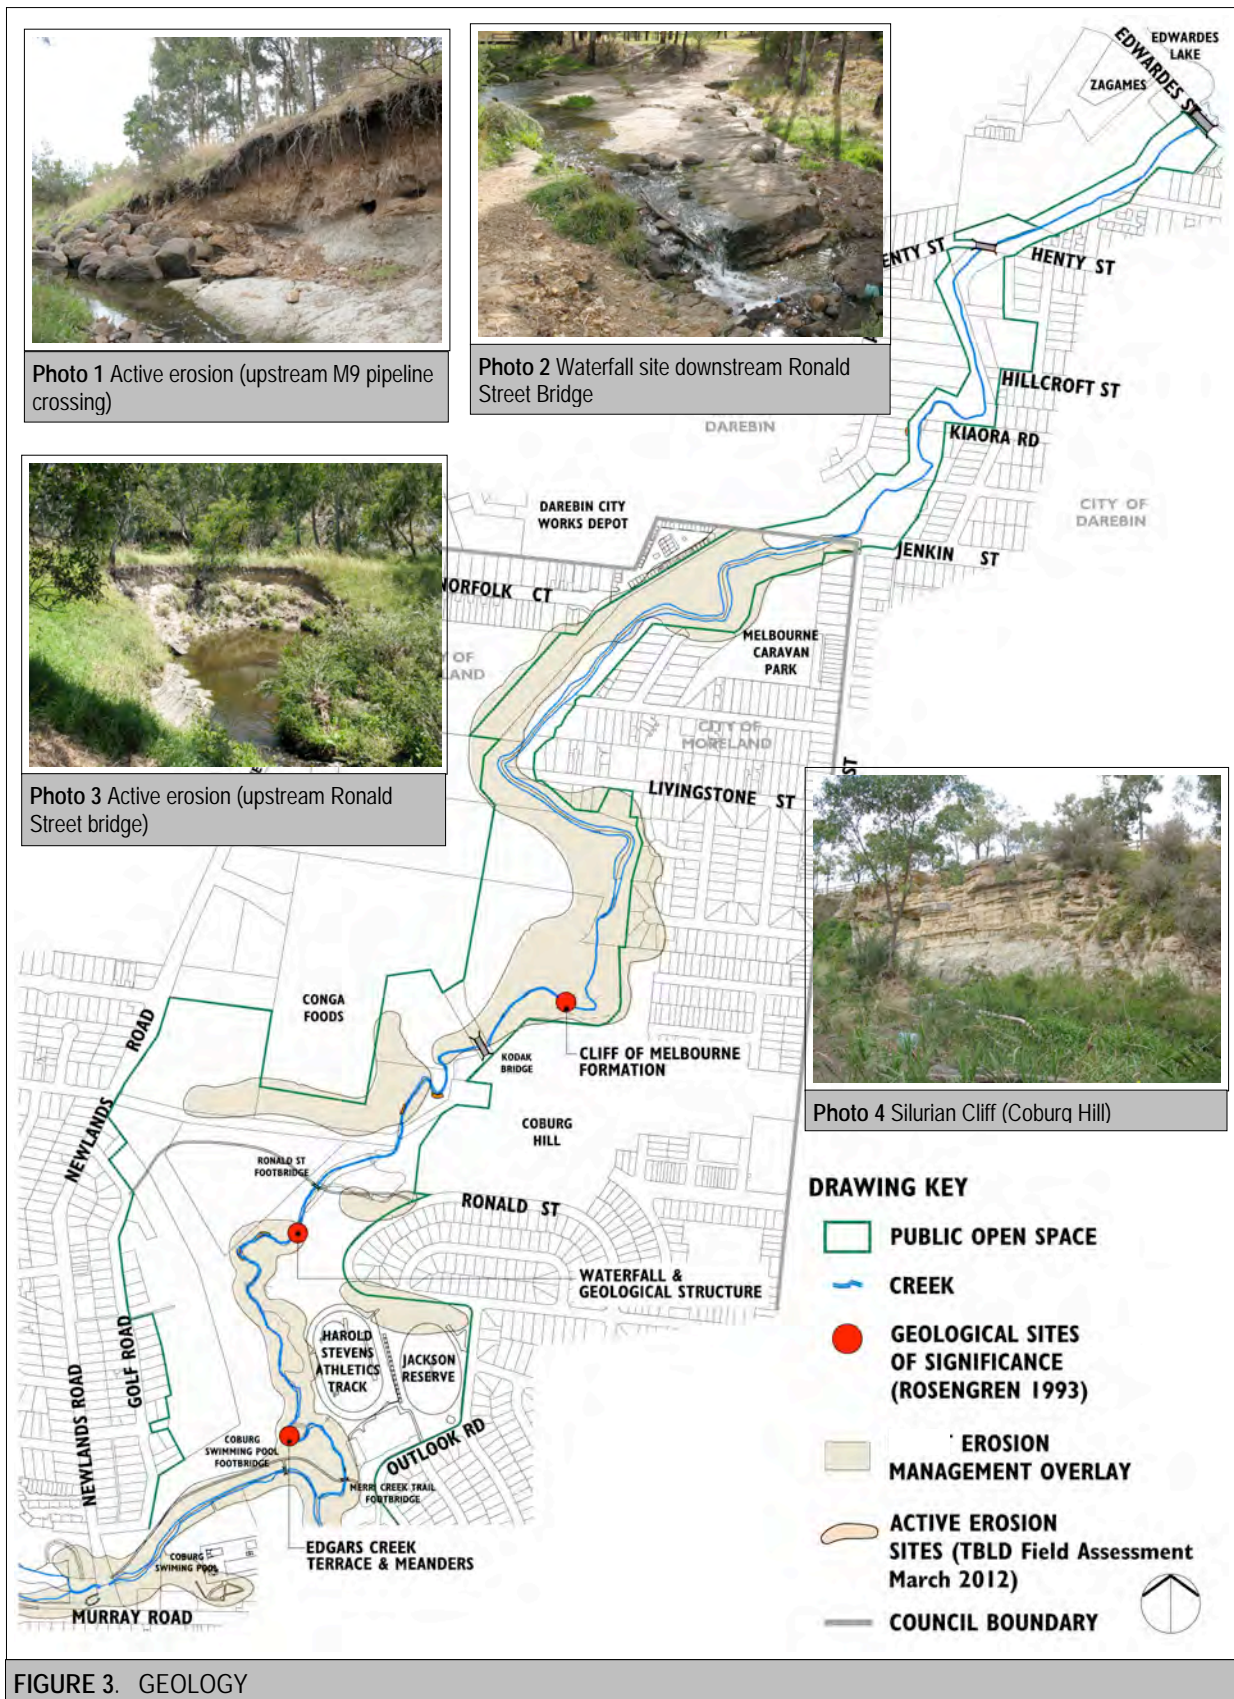 EDWARDES
LAKE
EDWARDES ST
ZAGAMES
HENTY ST
ENTY ST
HILLCROFT ST
KIAORA RD
DAREBIN
CITY OF
DAREBIN
JENKIN ST
DAREBIN CITY
WORKS DEPOT
NORFOLK CT
MELBOURNE
CARAVAN
PARK
CITY OF
MORELAND
Y OF
LAND
LIVINGSTONE ST
ST
Photo 1 Active erosion (upstream M9 pipeline
crossing)
Photo 2 Waterfall site downstream Ronald
Street Bridge
Photo 3 Active erosion (upstream Ronald
Street bridge)
Photo 4 Silurian Cliff (Coburg Hill)
CONGA
FOODS
KODAK
BRIDGE
CLIFF OF MELBOURNE
FORMATION
COBURG
HILL
NEWLANDS ROAD
RONALD ST
FOOTBRIDGE
RONALD ST
WATERFALL &
GEOLOGICAL STRUCTURE
HAROLD
STEVENS
ATHLETICS
TRACK
JACKSON
RESERVE
GOLF ROAD
NEWLANDS ROAD
OUTLOOK RD
COBURG
SWIMMING POOL
FOOTBRIDGE
MERRI CREEK TRAIL
FOOTBRIDGE
EDGARS CREEK
TERRACE & MEANDERS
COBURG
SWIMING POOL
MURRAY ROAD
DRAWING KEY
PUBLIC OPEN SPACE
CREEK
GEOLOGICAL SITES
OF SIGNIFICANCE
(ROSENGREN 1993)
EROSION
MANAGEMENT OVERLAY
ACTIVE EROSION
SITES (TBLD Field Assessment
March 2012)
COUNCIL BOUNDARY
FIGURE 3. GEOLOGY